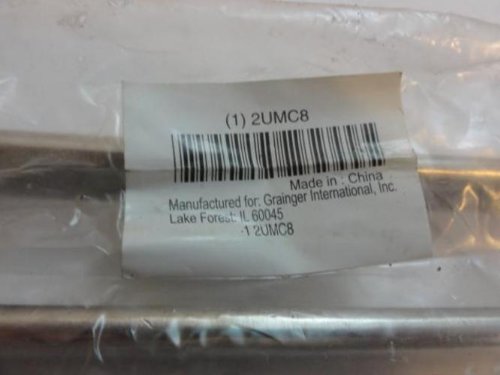 (1) 2UMC8
Made in : China
Manufactured for: Grainger International, Inc.
Lake Forest, IL 60045
-1 2UMC8